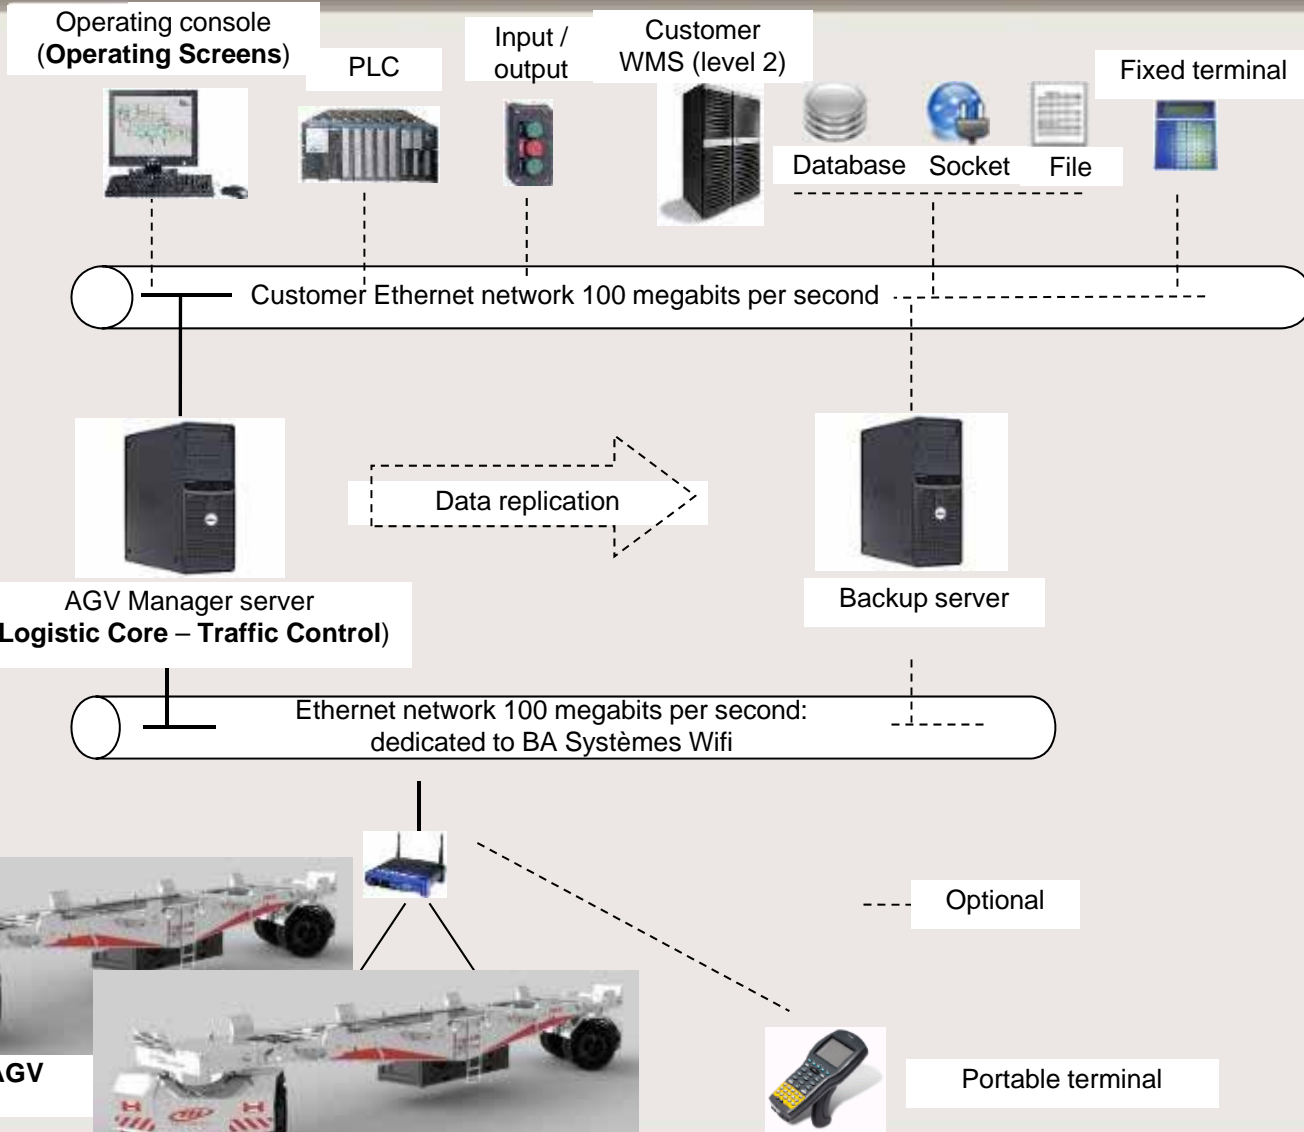 Operating console
(Operating Screens)
PLC
Input /
output
Customer
WMS (level 2)
Database
Socket
File
Fixed terminal
Customer Ethernet network 100 megabits per second
Data replication
AGV Manager server
Logistic Core – Traffic Control)
Backup server
Ethernet network 100 megabits per second:
dedicated to BA Systèmes Wifi
Optional
AGV
Portable terminal